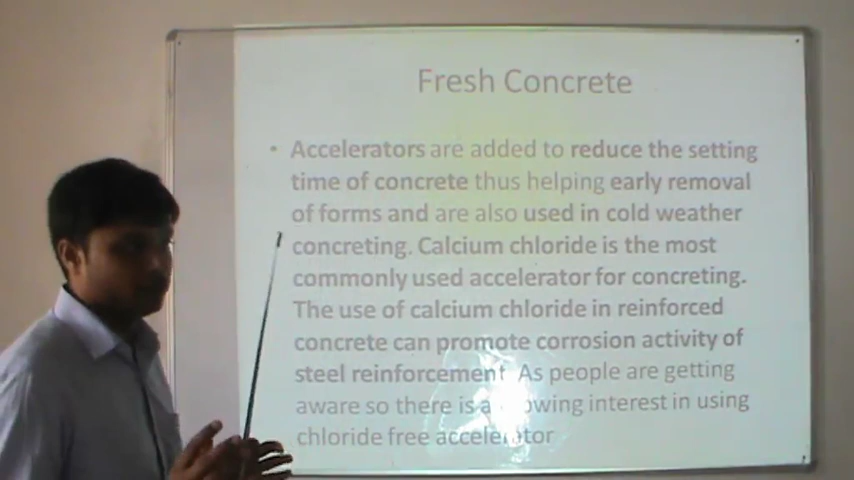 Fresh Concrete
• Accelerators are added to reduce the setting
time of concrete thus helping early removal
of forms and are also used in cold weather
concreting. Calcium chloride is the most
commonly used accelerator for concreting.
The use of calcium chloride in reinforced
concrete can promote corrosion activity of
steel reinforcement. As people are getting
aware so there is a interest in using
chloride free accelerator